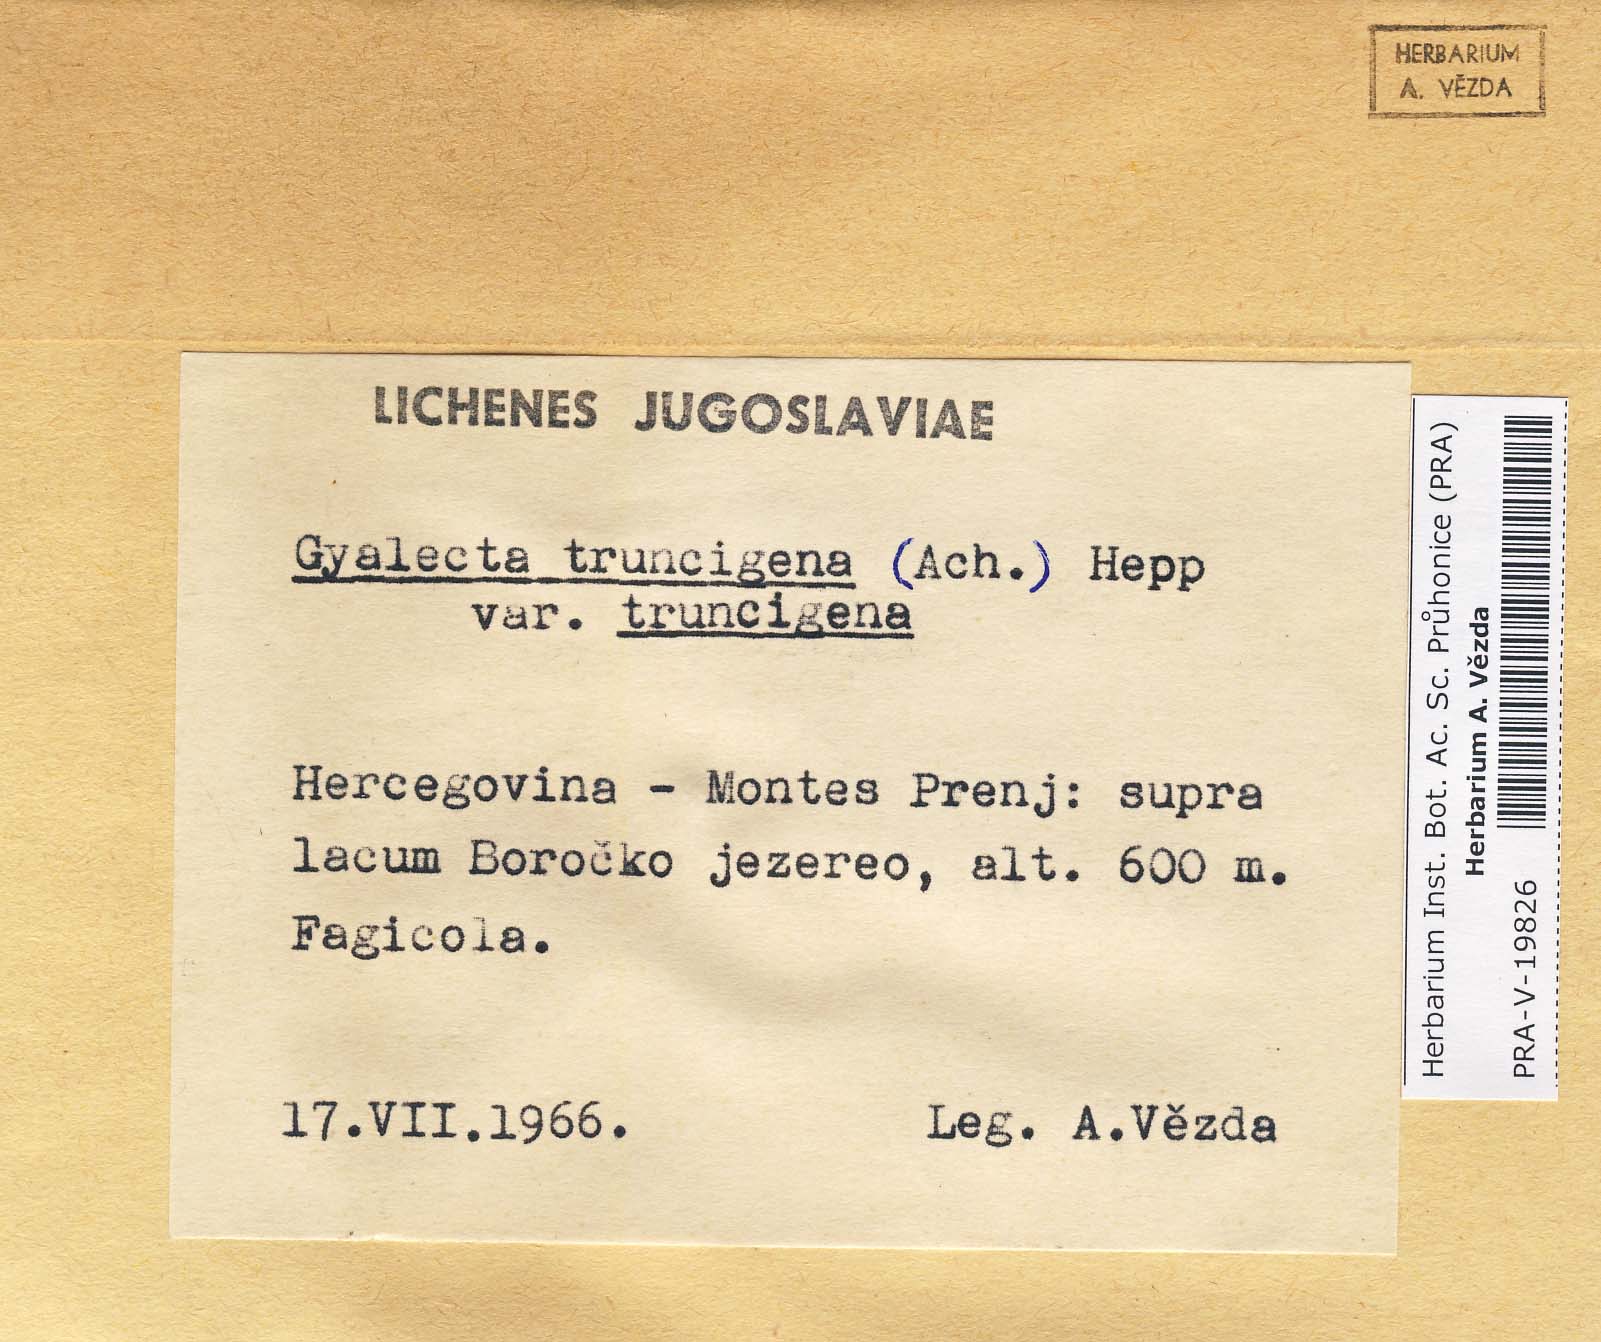 HERBARIUM
A. VĚZDA
LICHENES JUGOSLAVIAE
Gyalecta truncigena (Ach.) Hepp
var. truncigena
Hercegovina - Montes Prenj: supra
lacum Boročko jezereo, alt. 600 m.
Fagicola.
17.VII.1966.
Leg. A.Vězda
Herbarium Inst. Bot. Ac. Sc. Průhonice (PRA)
Herbarium A. Vězda
PRA-V-19826